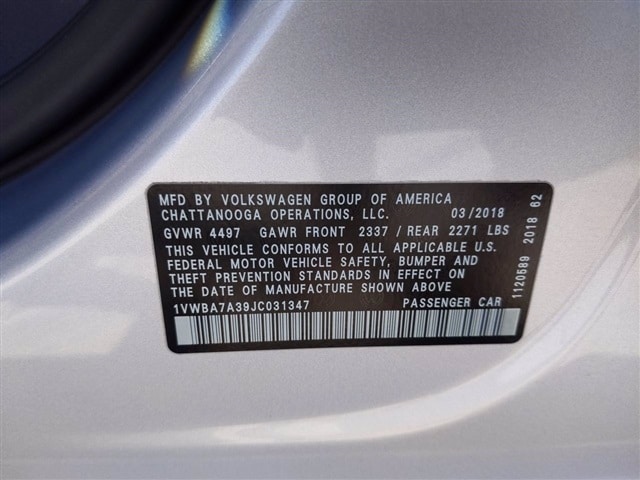 MFD BY VOLKSWAGEN GROUP OF AMERICA
CHATTANOOGA OPERATIONS, LLC. 03/2018
GVWR 4497 GAWR FRONT 2337 / REAR 2271 LBS
THIS VEHICLE CONFORMS TO ALL APPLICABLE U.S.
FEDERAL MOTOR VEHICLE SAFETY, BUMPER AND
THEFT PREVENTION STANDARDS IN EFFECT ON
THE DATE OF MANUFACTURE SHOWN ABOVE
1VWBA7A39JC031347 PASSENGER CAR
1120589 2018 62